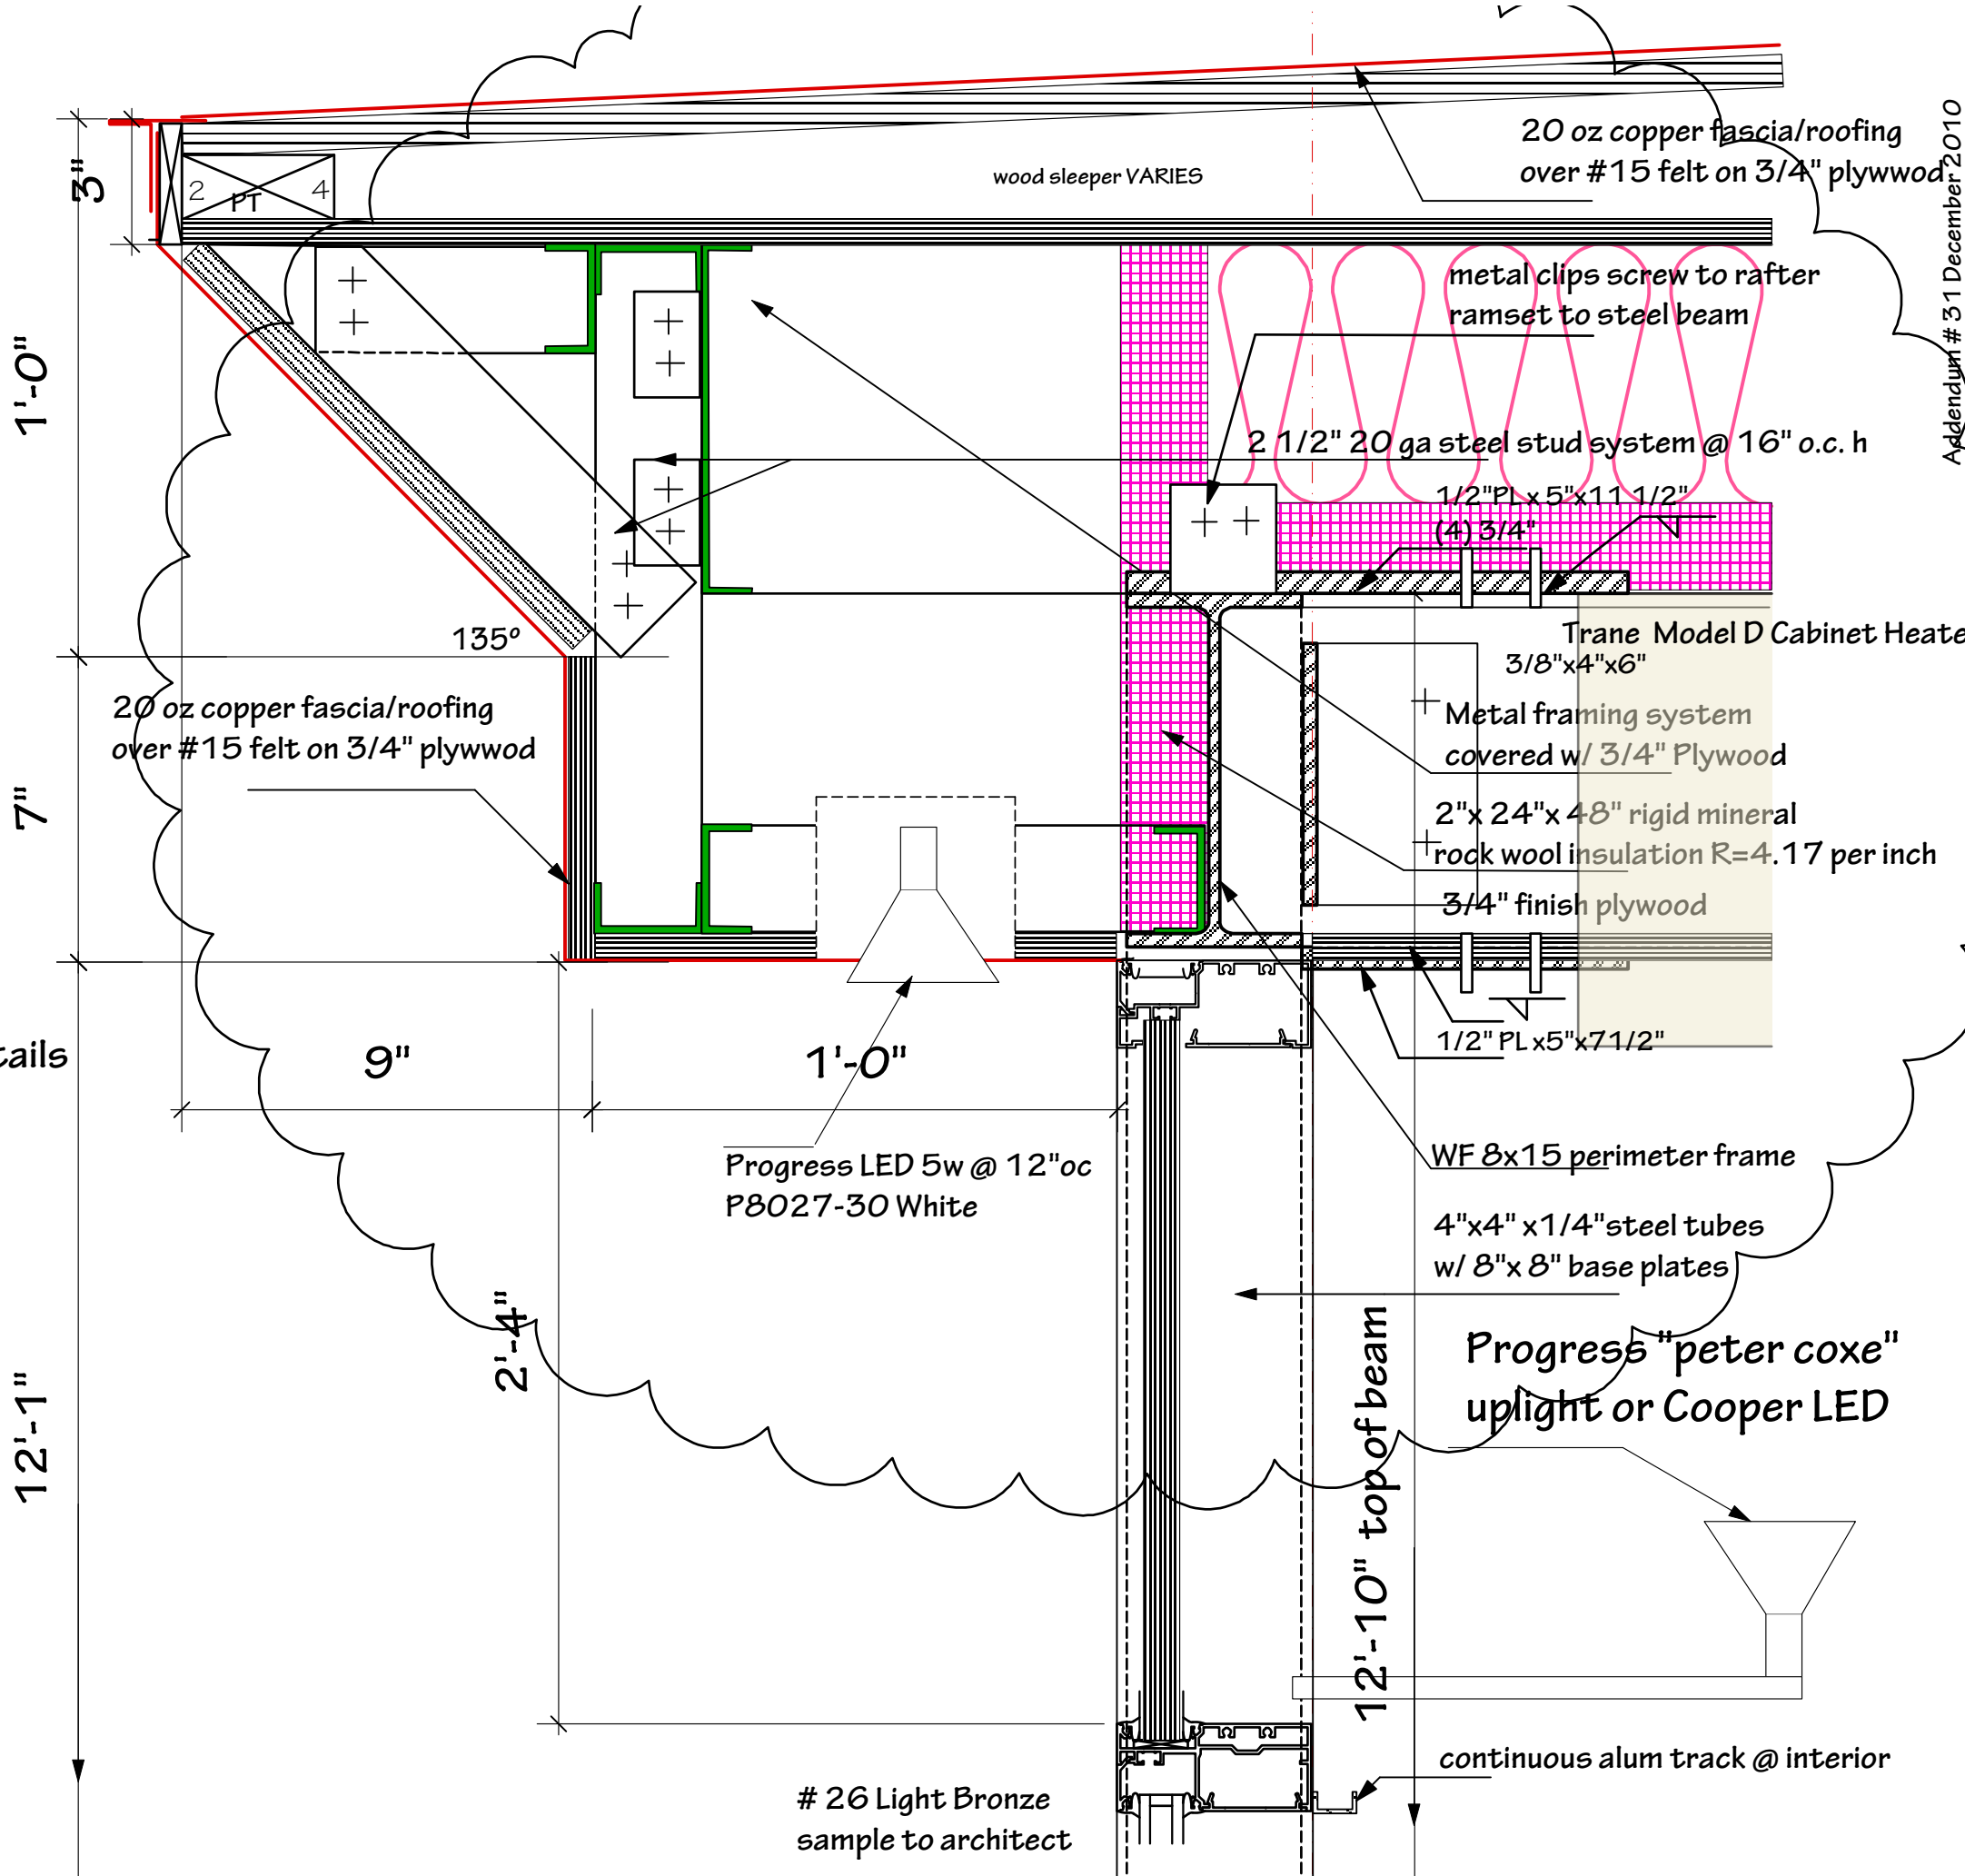 20 oz copper fascia/roofing
over #15 felt on 3/4" plywwod
Addendum # 31 December 2010
3"
2 PT 4
wood sleeper VARIES
metal clips screw to rafter
ramset to steel beam
1'-0"
2 1/2" 20 ga steel stud system @ 16" o.c. h
1/2"PL x 5"x11 1/2"
(4) 3/4"
135º
Trane Model D Cabinet Heate
3/8"x4"x6"
20 oz copper fascia/roofing
over #15 felt on 3/4" plywwod
Metal framing system
covered w/ 3/4" Plywood
7"
2"x 24"x 48" rigid mineral
rock wool insulation R=4.17 per inch
3/4" finish plywood
1/2" PL x5"x71/2"
tails
9"
1'-0"
Progress LED 5w @ 12"oc
P8027-30 White
WF 8x15 perimeter frame
4"x4" x1/4"steel tubes
w/ 8"x 8" base plates
2'-4"
12'-1"
12'-10" top of beam
Progress "peter coxe"
uplight or Cooper LED
continuous alum track @ interior
# 26 Light Bronze
sample to architect